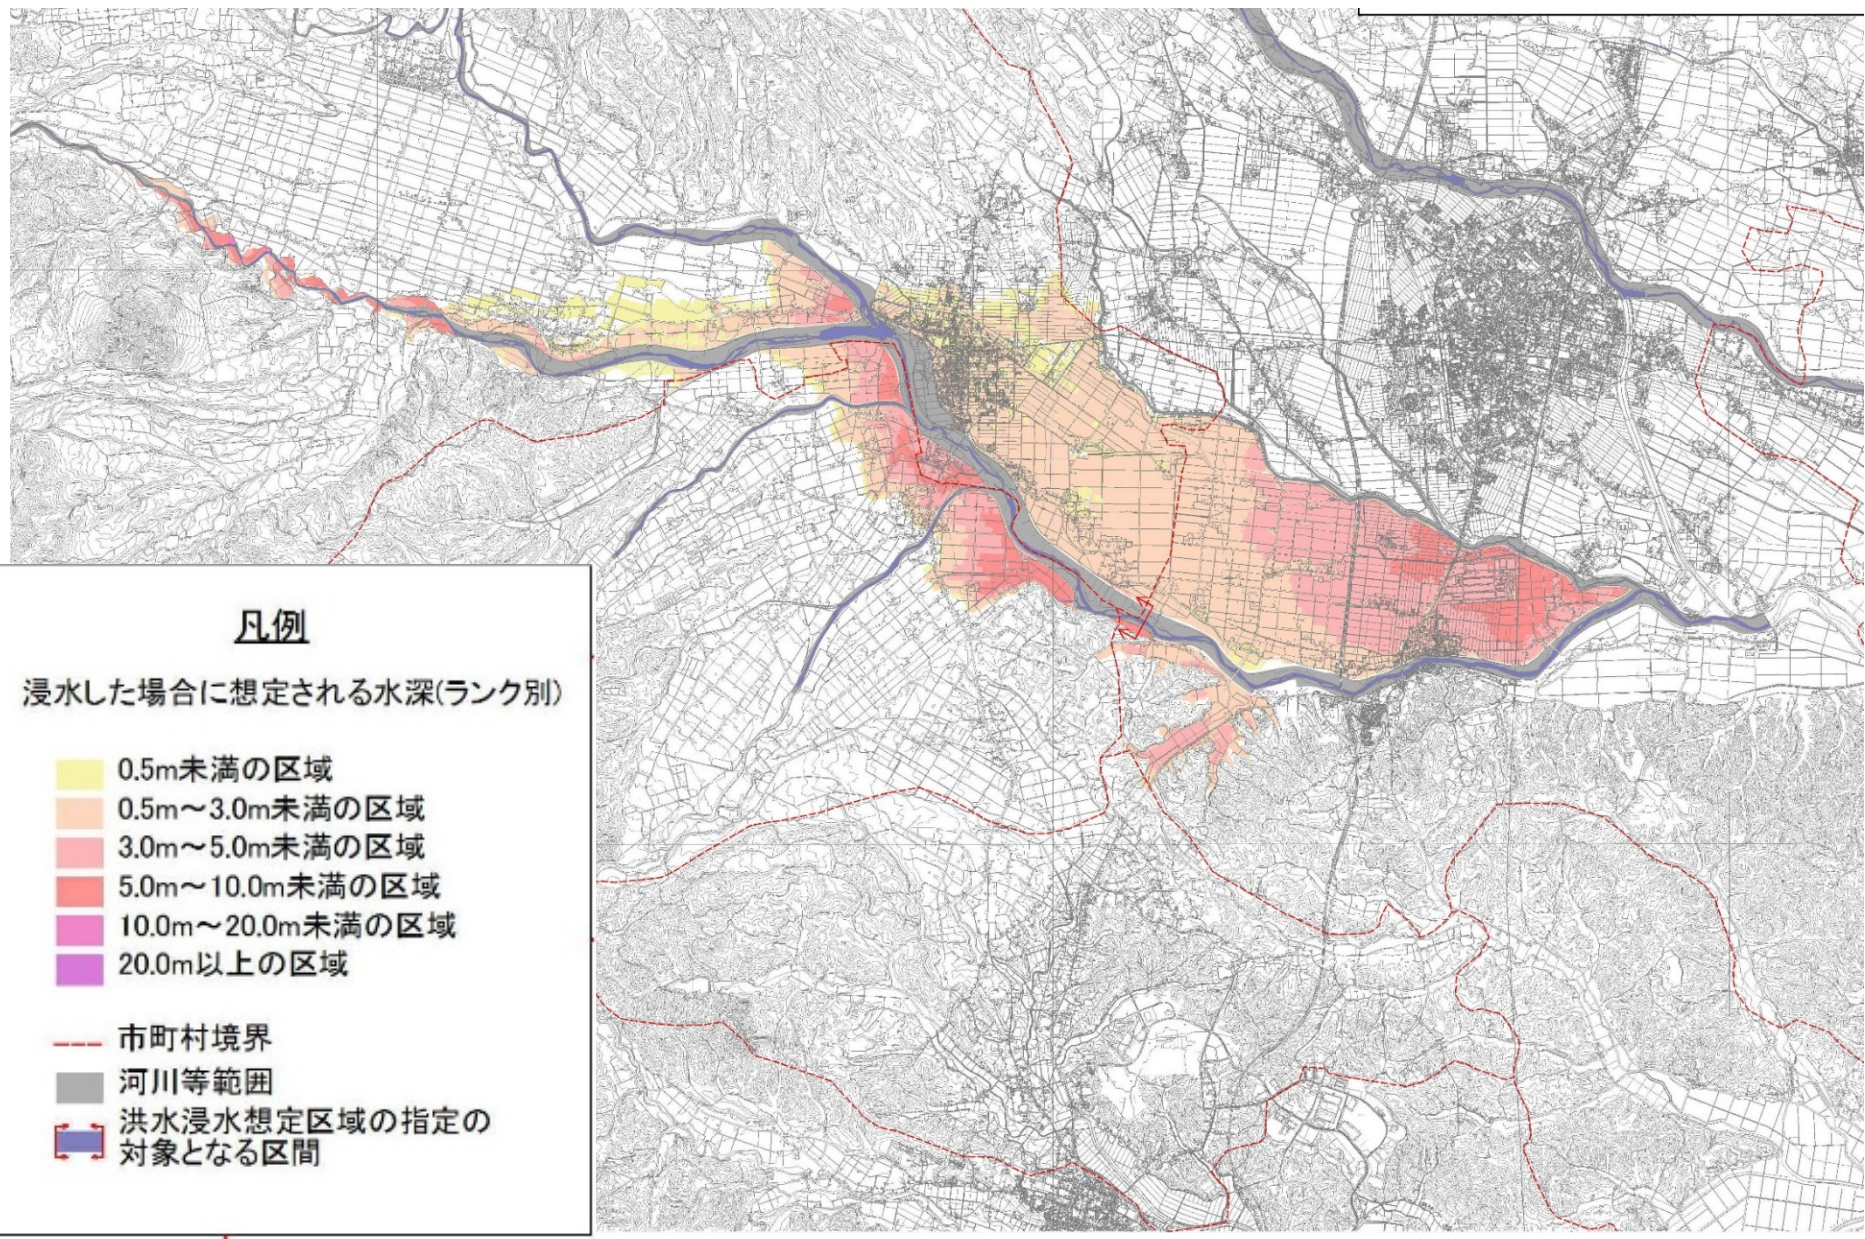 凡例
浸水した場合に想定される水深(ランク別)
0.5m未満の区域
0.5m～3.0m未満の区域
3.0m～5.0m未満の区域
5.0m～10.0m未満の区域
10.0m～20.0m未満の区域
20.0m以上の区域
市町村境界
河川等範囲
洪水浸水想定区域の指定の
対象となる区間